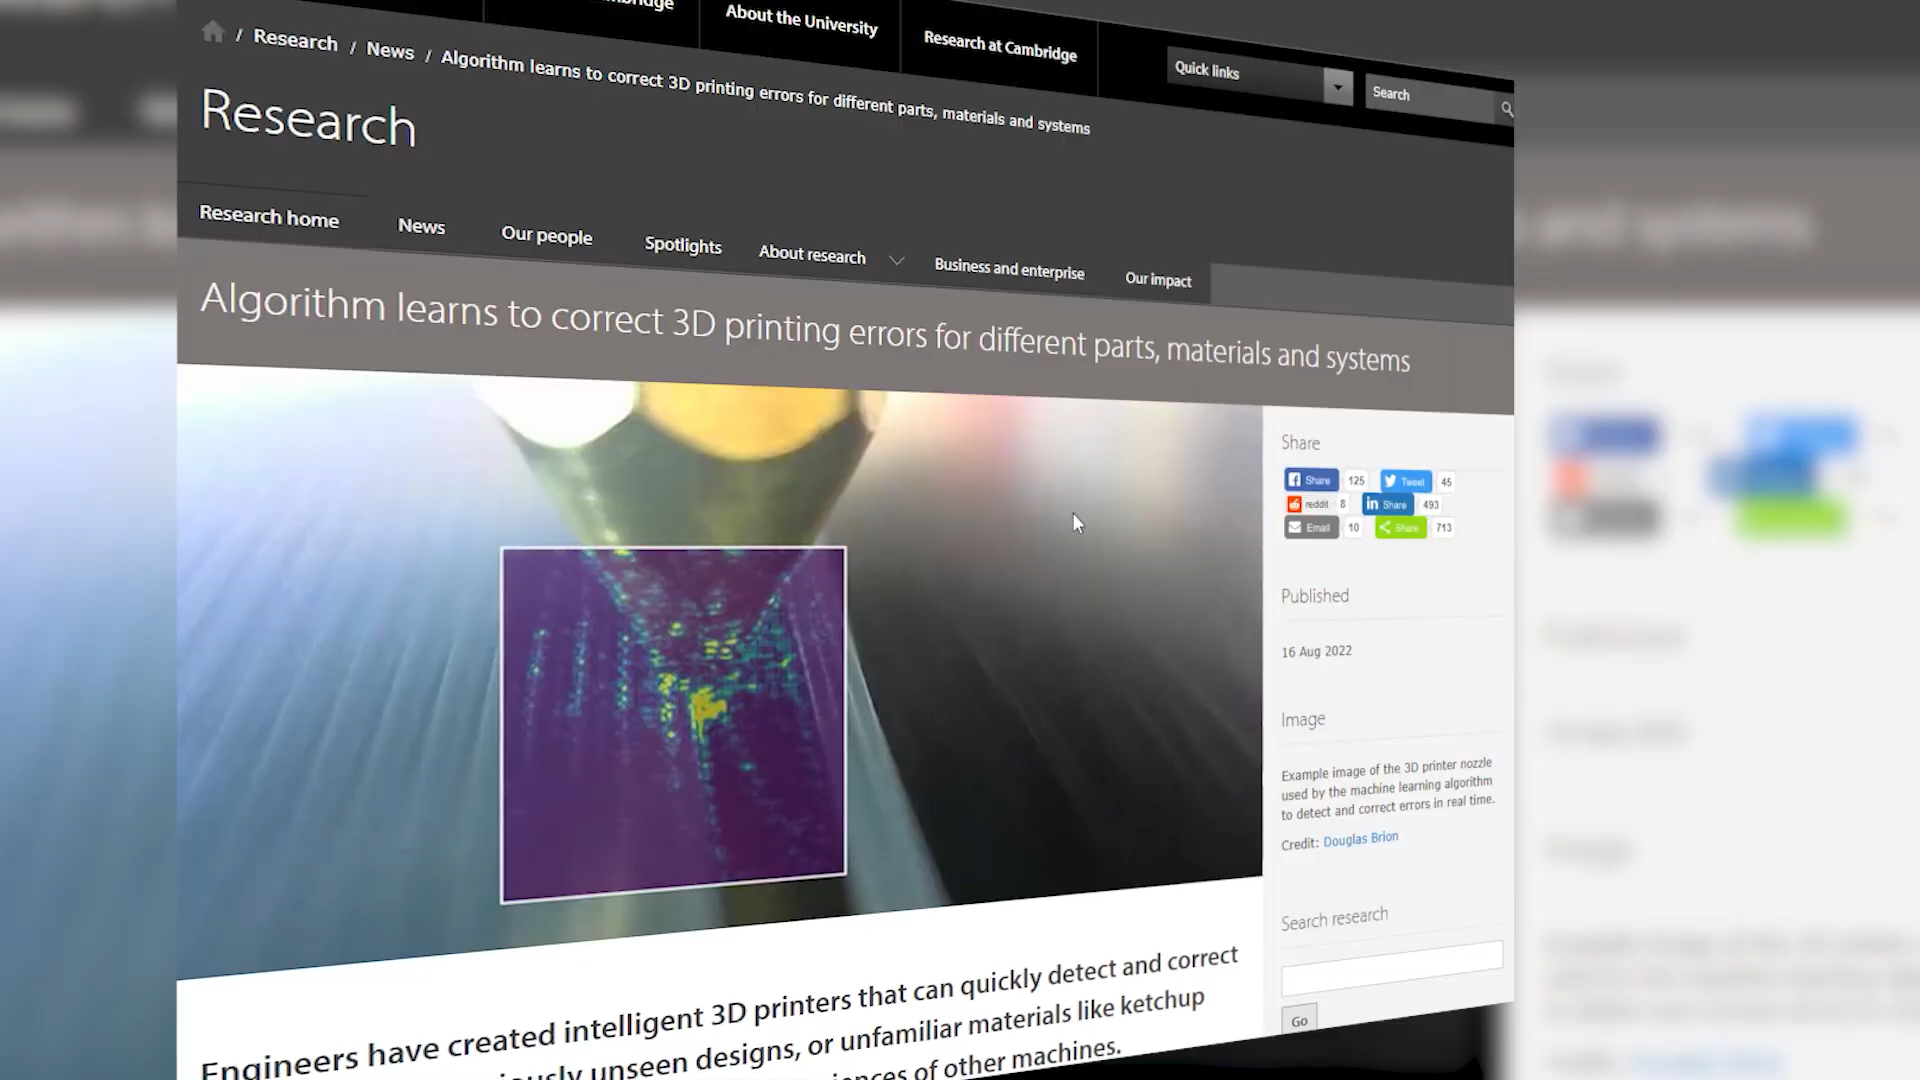 About the University
Research at Cambridge
Quick links
Search
/ Research / News / Algorithm learns to correct 3D printing errors for different parts, materials and systems
Research
Research home
News
Our people
Spotlights
About research
Business and enterprise
Our impact
Algorithm learns to correct 3D printing errors for different parts, materials and systems
Share
Share 125
Tweet 45
reddit 8
Share 493
Email 10
Share 713
Published
16 Aug 2022
Image
Example image of the 3D printer nozzle
used by the machine learning algorithm
to detect and correct errors in real time.
Credit: Douglas Brion
Search research
Go
Engineers have created intelligent 3D printers that can quickly detect and correct
unseen designs, or unfamiliar materials like ketchup
of other machines.